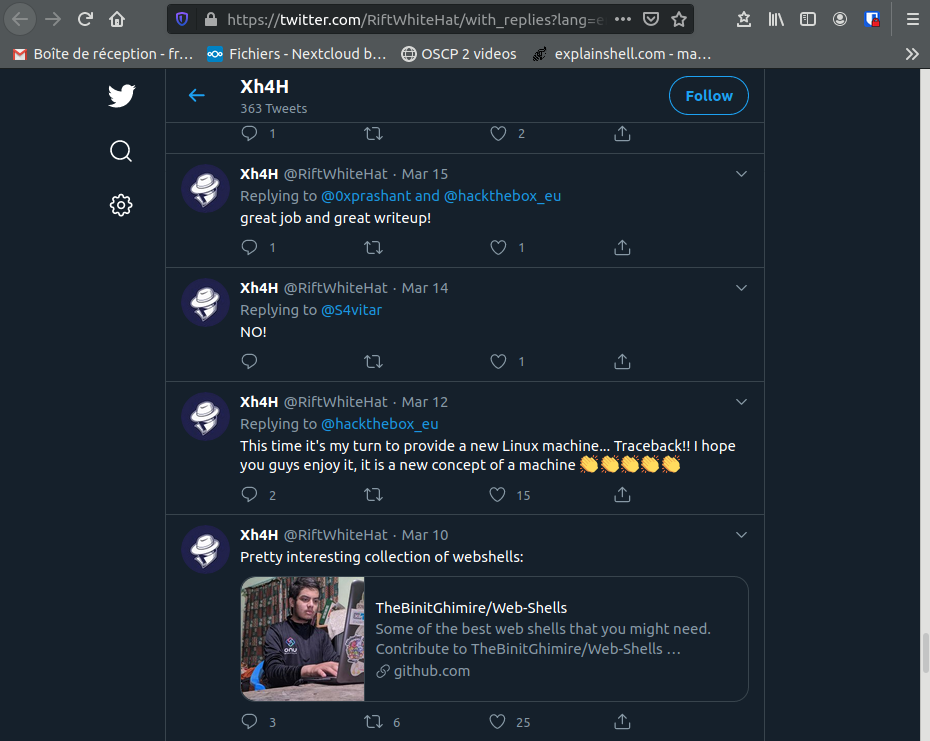 https://twitter.com/RiftWhiteHat/with_replies?lang=e
Boîte de réception - fr… Fichiers - Nextcloud b… OSCP 2 videos explainshell.com - ma…
Xh4H
363 Tweets
Follow
1 2
Xh4H @RiftWhiteHat · Mar 15
Replying to @0xprashant and @hackthebox_eu
great job and great writeup!
1 1
Xh4H @RiftWhiteHat · Mar 14
Replying to @S4vitar
NO!
1
Xh4H @RiftWhiteHat · Mar 12
Replying to @hackthebox_eu
This time it's my turn to provide a new Linux machine... Traceback!! I hope
you guys enjoy it, it is a new concept of a machine 👏👏👏👏👏
2 15
Xh4H @RiftWhiteHat · Mar 10
Pretty interesting collection of webshells:
TheBinitGhimire/Web-Shells
Some of the best web shells that you might need.
Contribute to TheBinitGhimire/Web-Shells …
github.com
3 6 25